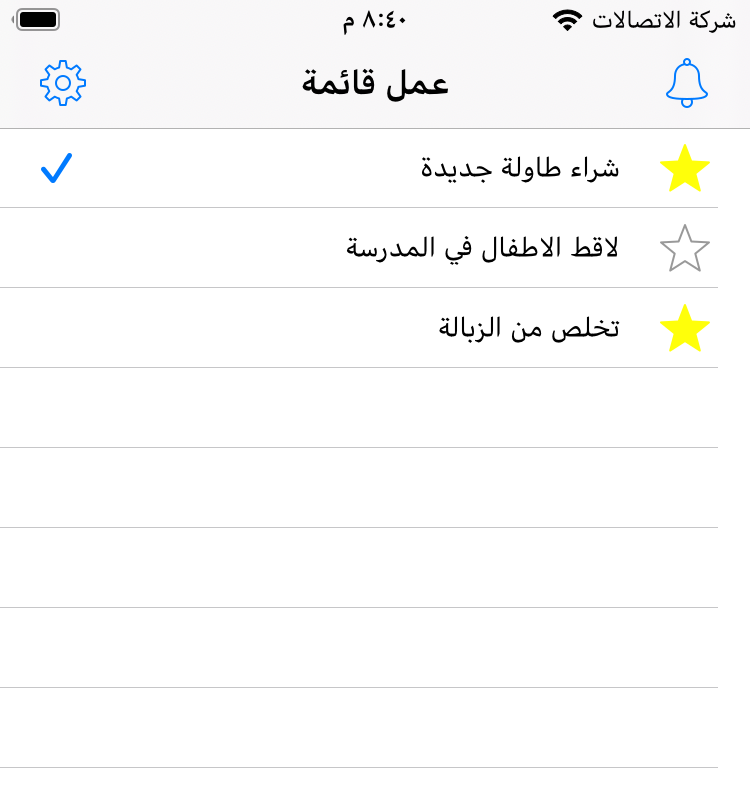 شركة الاتصالات
٨:٤٠ م
عمل قائمة
شراء طاولة جديدة
لاقط الاطفال في المدرسة
تخلص من الزبالة